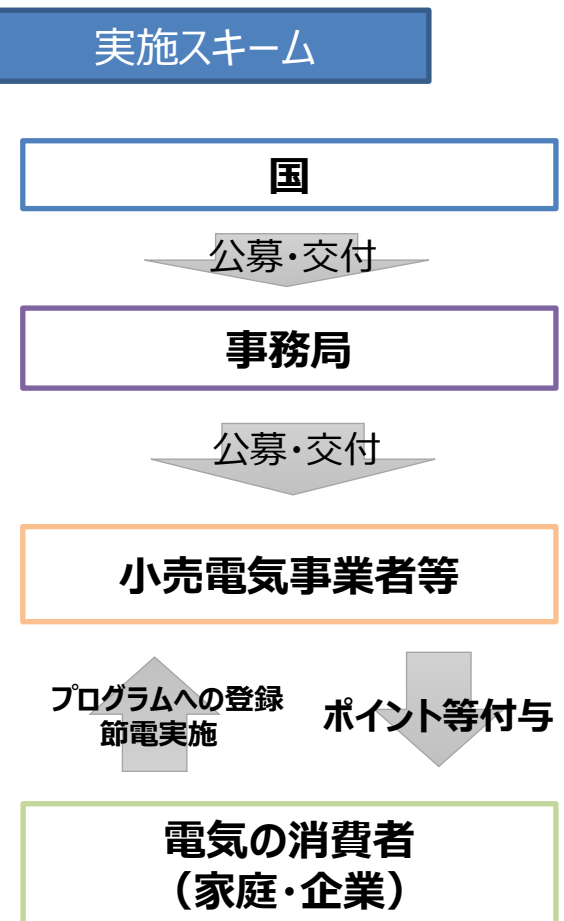 実施スキーム
国
公募・交付
事務局
公募・交付
小売電気事業者等
プログラムへの登録
節電実施
ポイント等付与
電気の消費者
（家庭・企業）